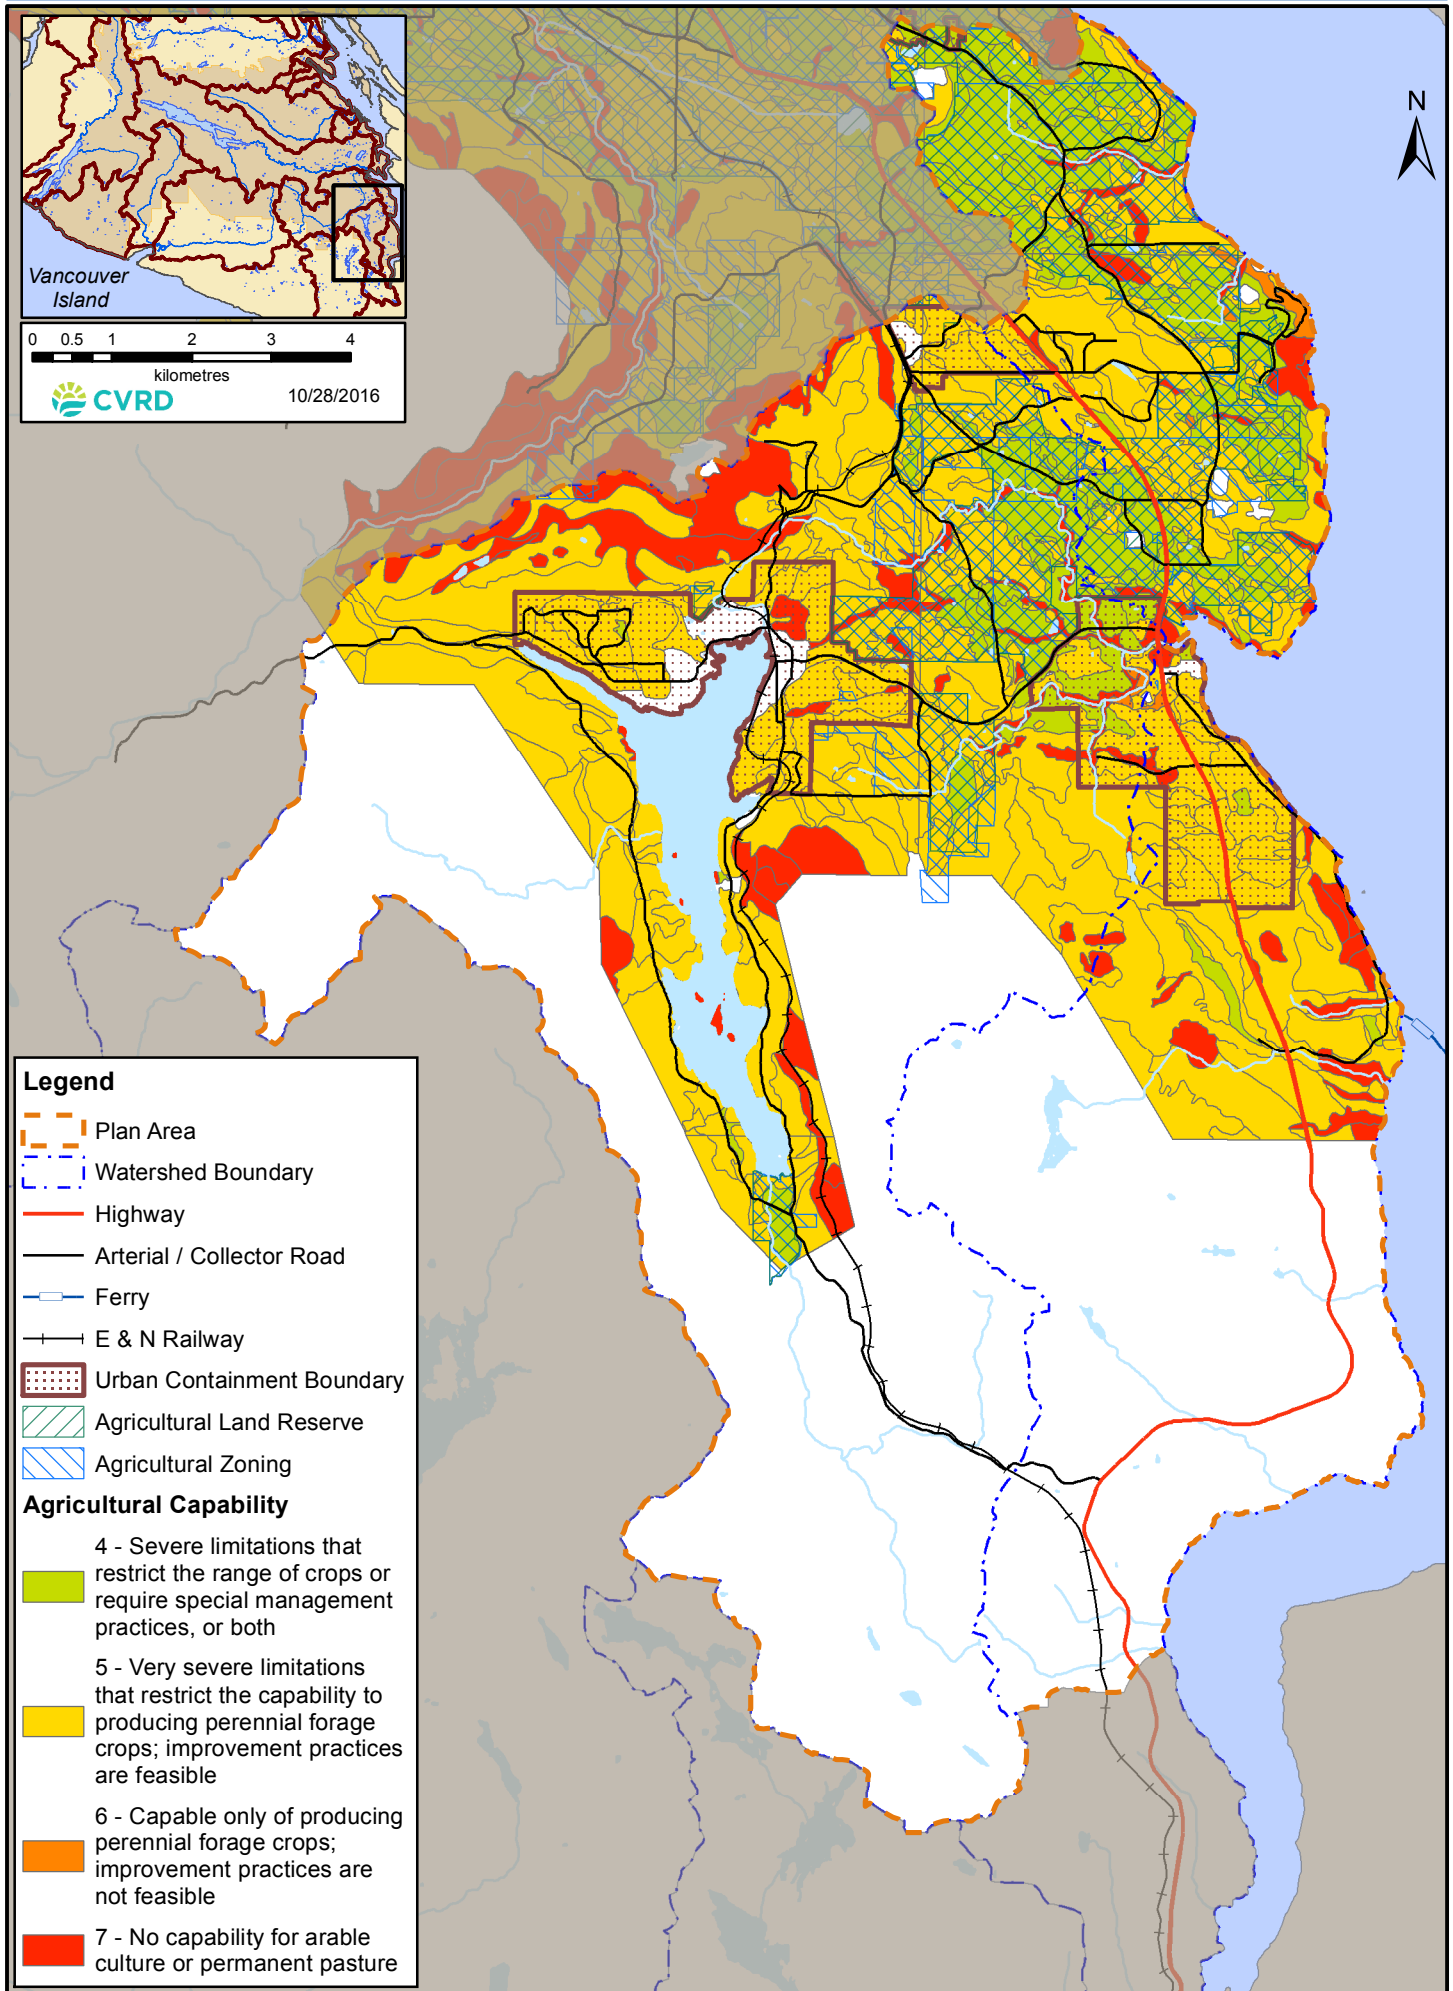 Vancouver
Island
0 0.5 1 2 3 4
kilometres
CVRD
10/28/2016
N
Legend
Plan Area
Watershed Boundary
Highway
Arterial / Collector Road
Ferry
E & N Railway
Urban Containment Boundary
Agricultural Land Reserve
Agricultural Zoning
Agricultural Capability
4 - Severe limitations that
restrict the range of crops or
require special management
practices, or both
5 - Very severe limitations
that restrict the capability to
producing perennial forage
crops; improvement practices
are feasible
6 - Capable only of producing
perennial forage crops;
improvement practices are
not feasible
7 - No capability for arable
culture or permanent pasture